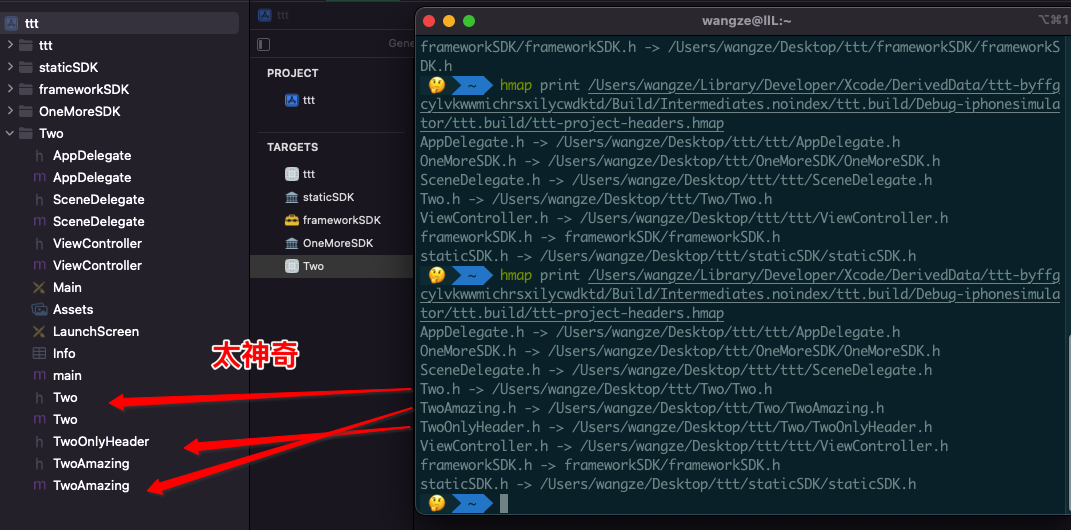 ttt
ttt
staticSDK
frameworkSDK
OneMoreSDK
Two
h AppDelegate
m AppDelegate
h SceneDelegate
m SceneDelegate
h ViewController
m ViewController
Main
Assets
LaunchScreen
Info
m main
h Two
m Two
h TwoOnlyHeader
h TwoAmazing
m TwoAmazing
太神奇
ttt
Gene
PROJECT
ttt
TARGETS
ttt
staticSDK
frameworkSDK
OneMoreSDK
Two
wangze@llL:~
⌥⌘1
frameworkSDK/frameworkSDK.h -> /Users/wangze/Desktop/ttt/frameworkSDK/frameworkS
DK.h
~ hmap print /Users/wangze/Library/Developer/Xcode/DerivedData/ttt-byffg
cylvkwwmichrsxilycwdktd/Build/Intermediates.noindex/ttt.build/Debug-iphonesimula
tor/ttt.build/ttt-project-headers.hmap
AppDelegate.h -> /Users/wangze/Desktop/ttt/ttt/AppDelegate.h
OneMoreSDK.h -> /Users/wangze/Desktop/ttt/OneMoreSDK/OneMoreSDK.h
SceneDelegate.h -> /Users/wangze/Desktop/ttt/ttt/SceneDelegate.h
Two.h -> /Users/wangze/Desktop/ttt/Two/Two.h
ViewController.h -> /Users/wangze/Desktop/ttt/ttt/ViewController.h
frameworkSDK.h -> frameworkSDK/frameworkSDK.h
staticSDK.h -> /Users/wangze/Desktop/ttt/staticSDK/staticSDK.h
~ hmap print /Users/wangze/Library/Developer/Xcode/DerivedData/ttt-byffg
cylvkwwmichrsxilycwdktd/Build/Intermediates.noindex/ttt.build/Debug-iphonesimula
tor/ttt.build/ttt-project-headers.hmap
AppDelegate.h -> /Users/wangze/Desktop/ttt/ttt/AppDelegate.h
OneMoreSDK.h -> /Users/wangze/Desktop/ttt/OneMoreSDK/OneMoreSDK.h
SceneDelegate.h -> /Users/wangze/Desktop/ttt/ttt/SceneDelegate.h
Two.h -> /Users/wangze/Desktop/ttt/Two/Two.h
TwoAmazing.h -> /Users/wangze/Desktop/ttt/Two/TwoAmazing.h
TwoOnlyHeader.h -> /Users/wangze/Desktop/ttt/Two/TwoOnlyHeader.h
ViewController.h -> /Users/wangze/Desktop/ttt/ttt/ViewController.h
frameworkSDK.h -> frameworkSDK/frameworkSDK.h
staticSDK.h -> /Users/wangze/Desktop/ttt/staticSDK/staticSDK.h
~